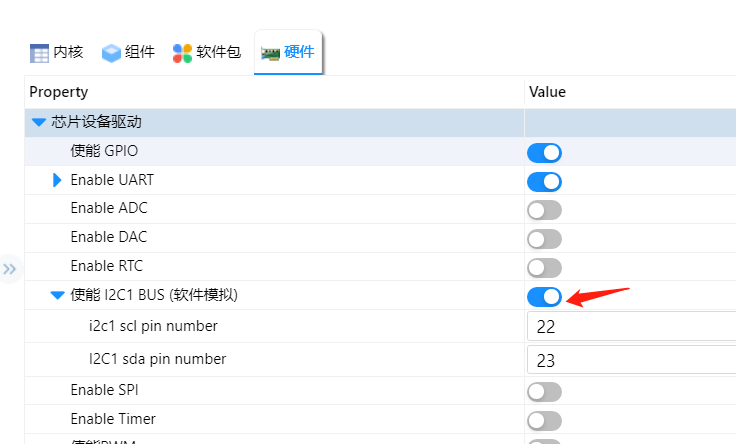 内核 组件 软件包 硬件
Property Value
芯片设备驱动
使能 GPIO
Enable UART
Enable ADC
Enable DAC
Enable RTC
使能 I2C1 BUS (软件模拟)
i2c1 scl pin number 22
I2C1 sda pin number 23
Enable SPI
Enable Timer
使能PWM